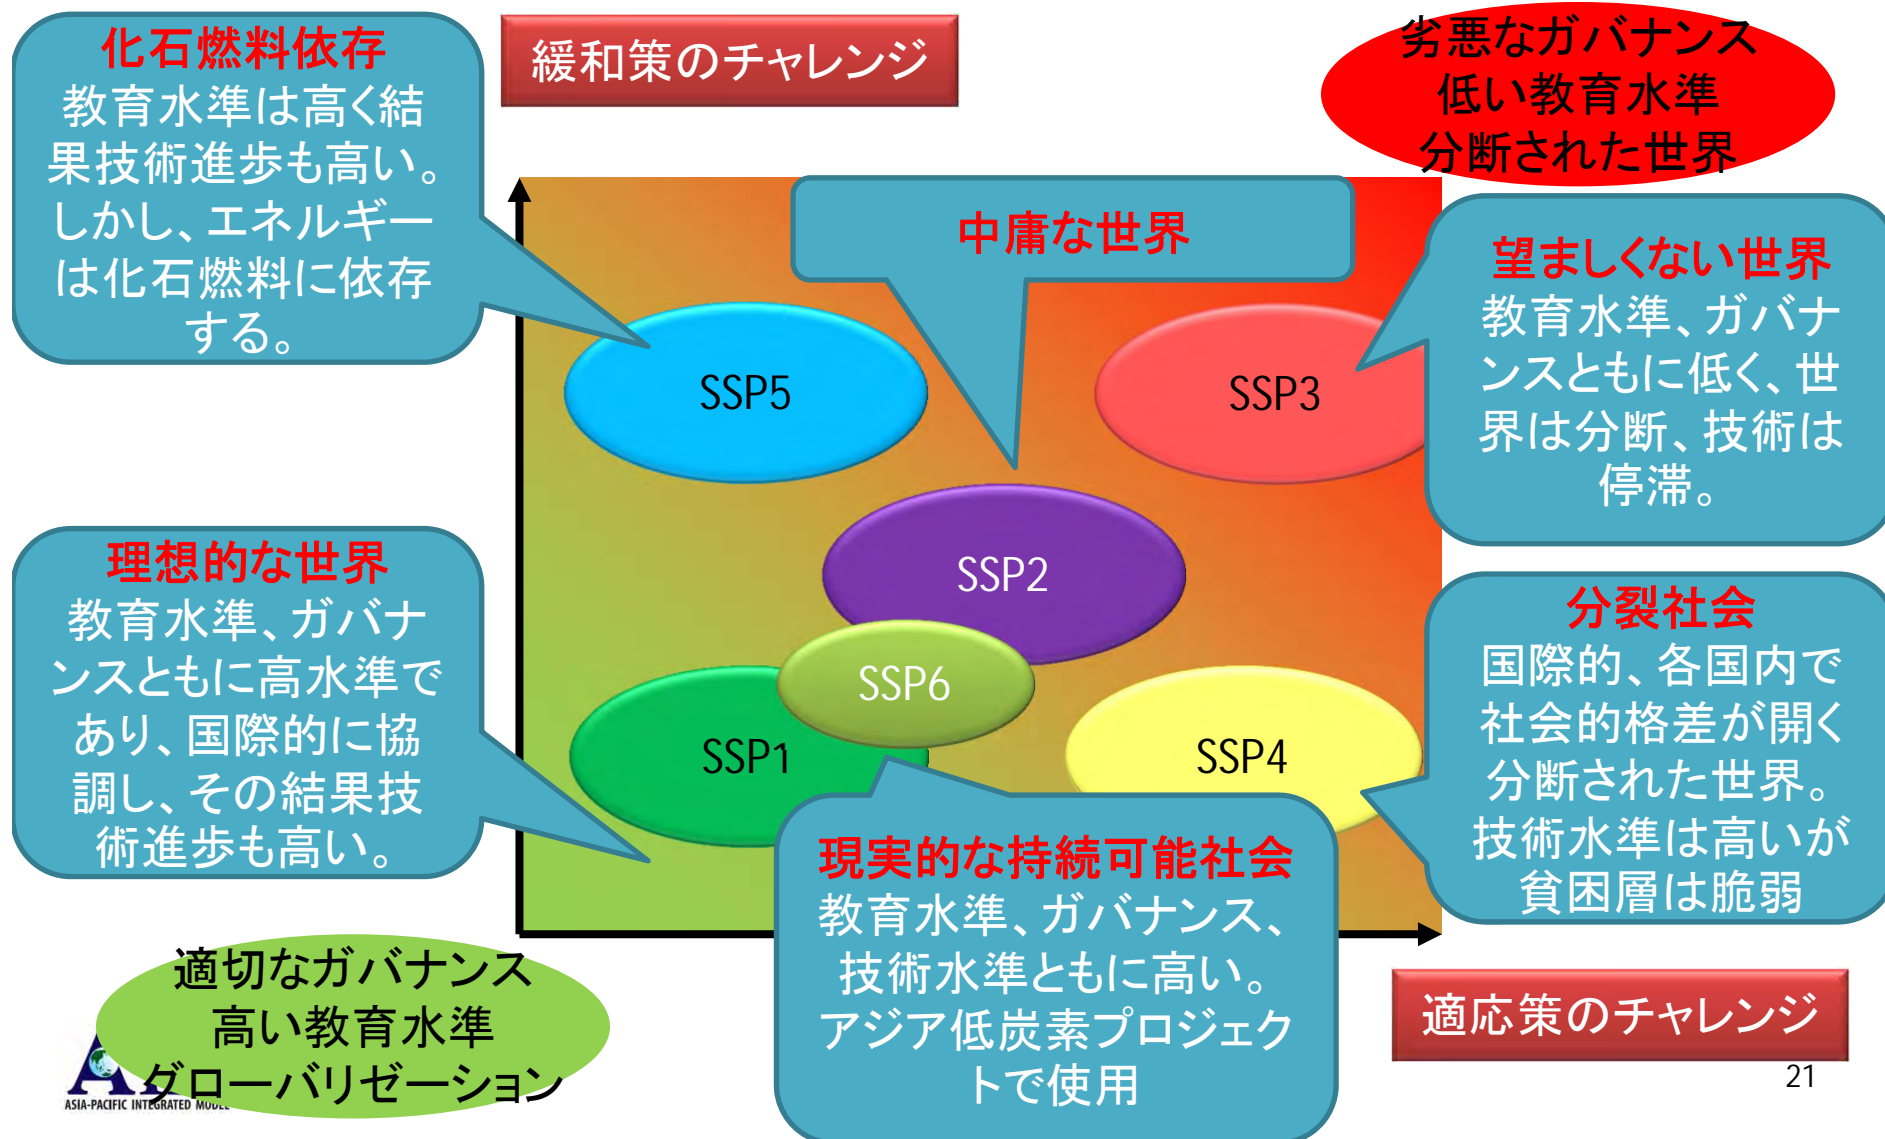 化石燃料依存
教育水準は高く結
果技術進歩も高い。
しかし、エネルギー
は化石燃料に依存
する。
緩和策のチャレンジ
劣悪なガバナンス
低い教育水準
分断された世界
中庸な世界
望ましくない世界
教育水準、ガバナ
ンスともに低く、世
界は分断、技術は
停滞。
SSP5
SSP3
SSP2
SSP6
SSP1
SSP4
理想的な世界
教育水準、ガバナ
ンスともに高水準で
あり、国際的に協
調し、その結果技
術進歩も高い。
分裂社会
国際的、各国内で
社会的格差が開く
分断された世界。
技術水準は高いが
貧困層は脆弱
現実的な持続可能社会
教育水準、ガバナンス、
技術水準ともに高い。
アジア低炭素プロジェク
トで使用
適切なガバナンス
高い教育水準
グローバリゼーション
適応策のチャレンジ
ASIA-PACIFIC INTEGRATED MODEL
21